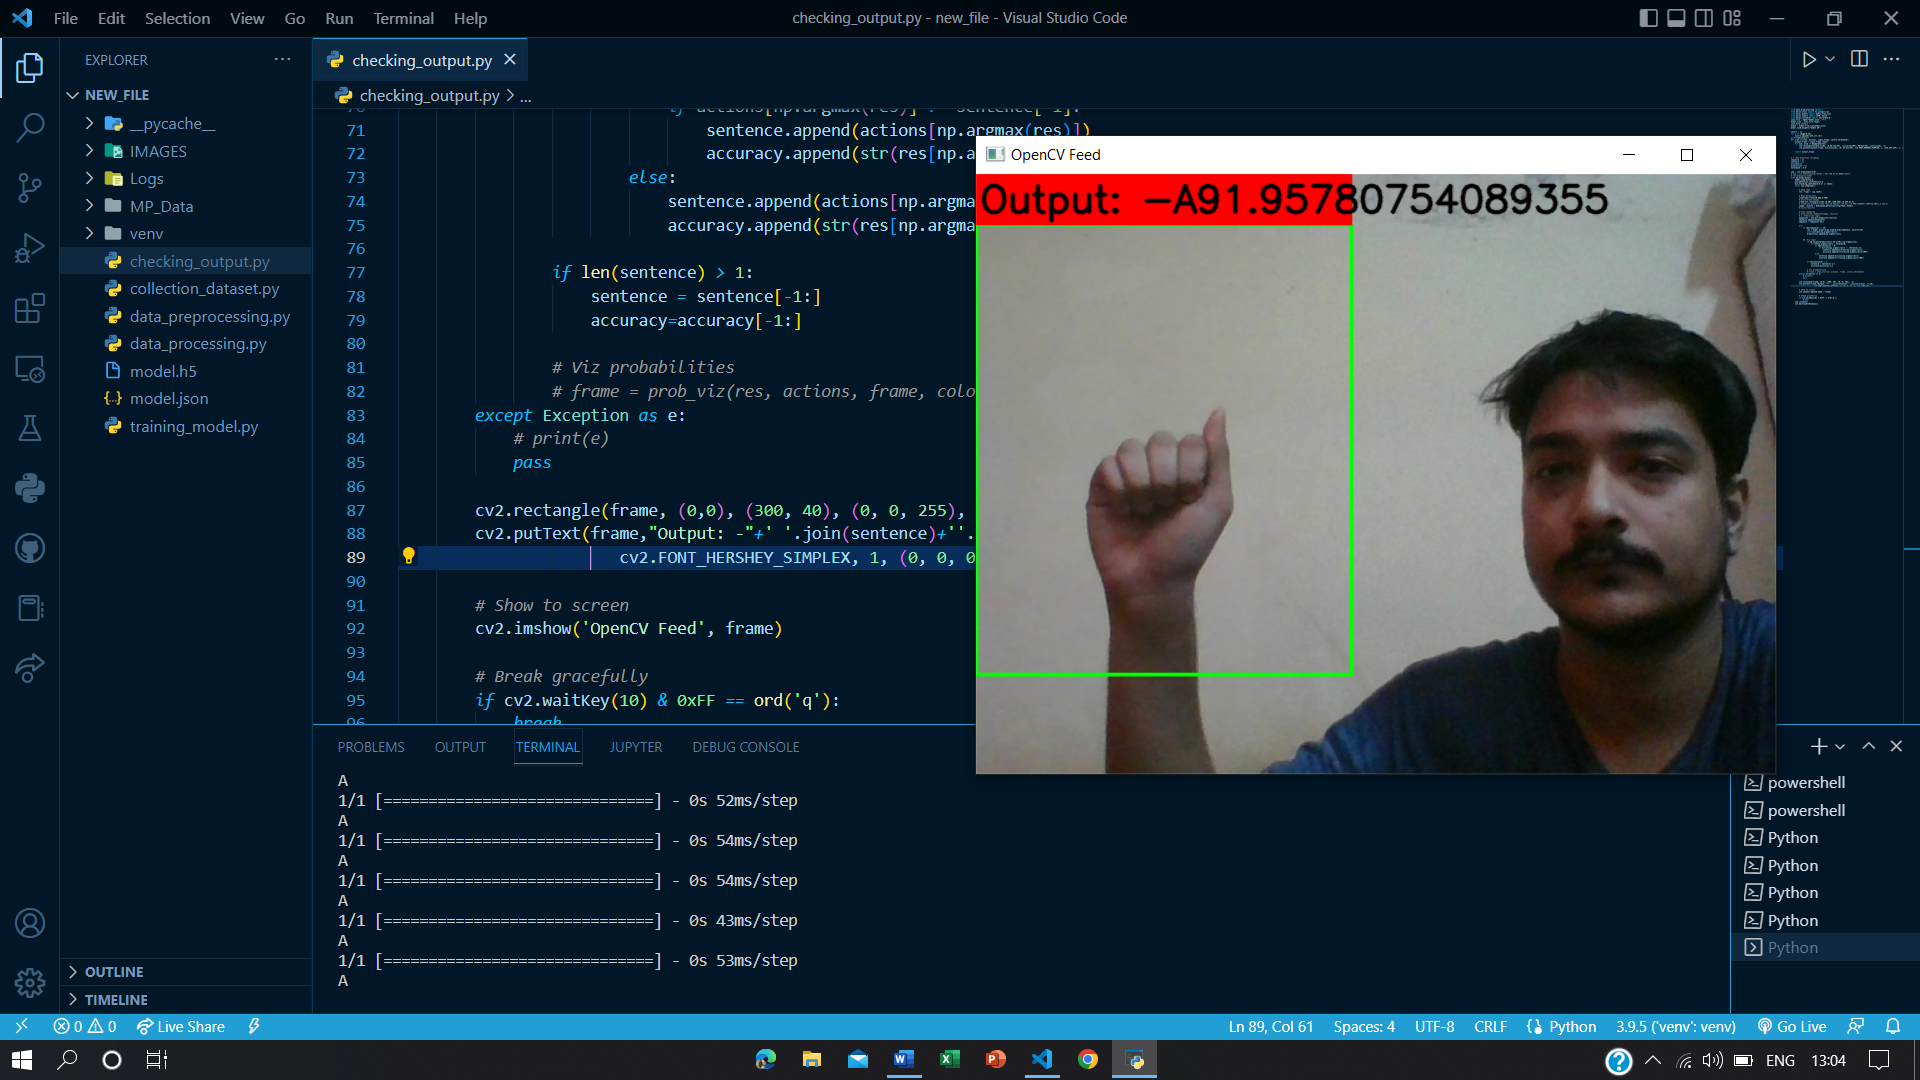 File Edit Selection View Go Run Terminal Help
checking_output.py - new_file - Visual Studio Code
EXPLORER
NEW_FILE
__pycache__
IMAGES
Logs
MP_Data
venv
checking_output.py
collection_dataset.py
data_preprocessing.py
data_processing.py
model.h5
model.json
training_model.py
OUTLINE
TIMELINE
checking_output.py
checking_output.py > ...
71 sentence.append(actions[np.argmax(res)])
72 accuracy.append(str(res[np.a
73 else:
74 sentence.append(actions[np.argma
75 accuracy.append(str(res[np.argma
76
77 if len(sentence) > 1:
78 sentence = sentence[-1:]
79 accuracy=accuracy[-1:]
80
81 # Viz probabilities
82 # frame = prob_viz(res, actions, frame, colo
83 except Exception as e:
84 # print(e)
85 pass
86
87 cv2.rectangle(frame, (0,0), (300, 40), (0, 0, 255),
88 cv2.putText(frame,"Output: -"+' '.join(sentence)+''.
89 cv2.FONT_HERSHEY_SIMPLEX, 1, (0, 0, 0
90
91 # Show to screen
92 cv2.imshow('OpenCV Feed', frame)
93
94 # Break gracefully
95 if cv2.waitKey(10) & 0xFF == ord('q'):
96 break
OpenCV Feed
Output: -A91.95780754089355
PROBLEMS OUTPUT TERMINAL JUPYTER DEBUG CONSOLE
A
1/1 [==============================] - 0s 52ms/step
A
1/1 [==============================] - 0s 54ms/step
A
1/1 [==============================] - 0s 54ms/step
A
1/1 [==============================] - 0s 43ms/step
A
1/1 [==============================] - 0s 53ms/step
A
powershell
powershell
Python
Python
Python
Python
Python
0 0 Live Share
Ln 89, Col 61 Spaces: 4 UTF-8 CRLF Python 3.9.5 ('venv': venv) Go Live
ENG 13:04